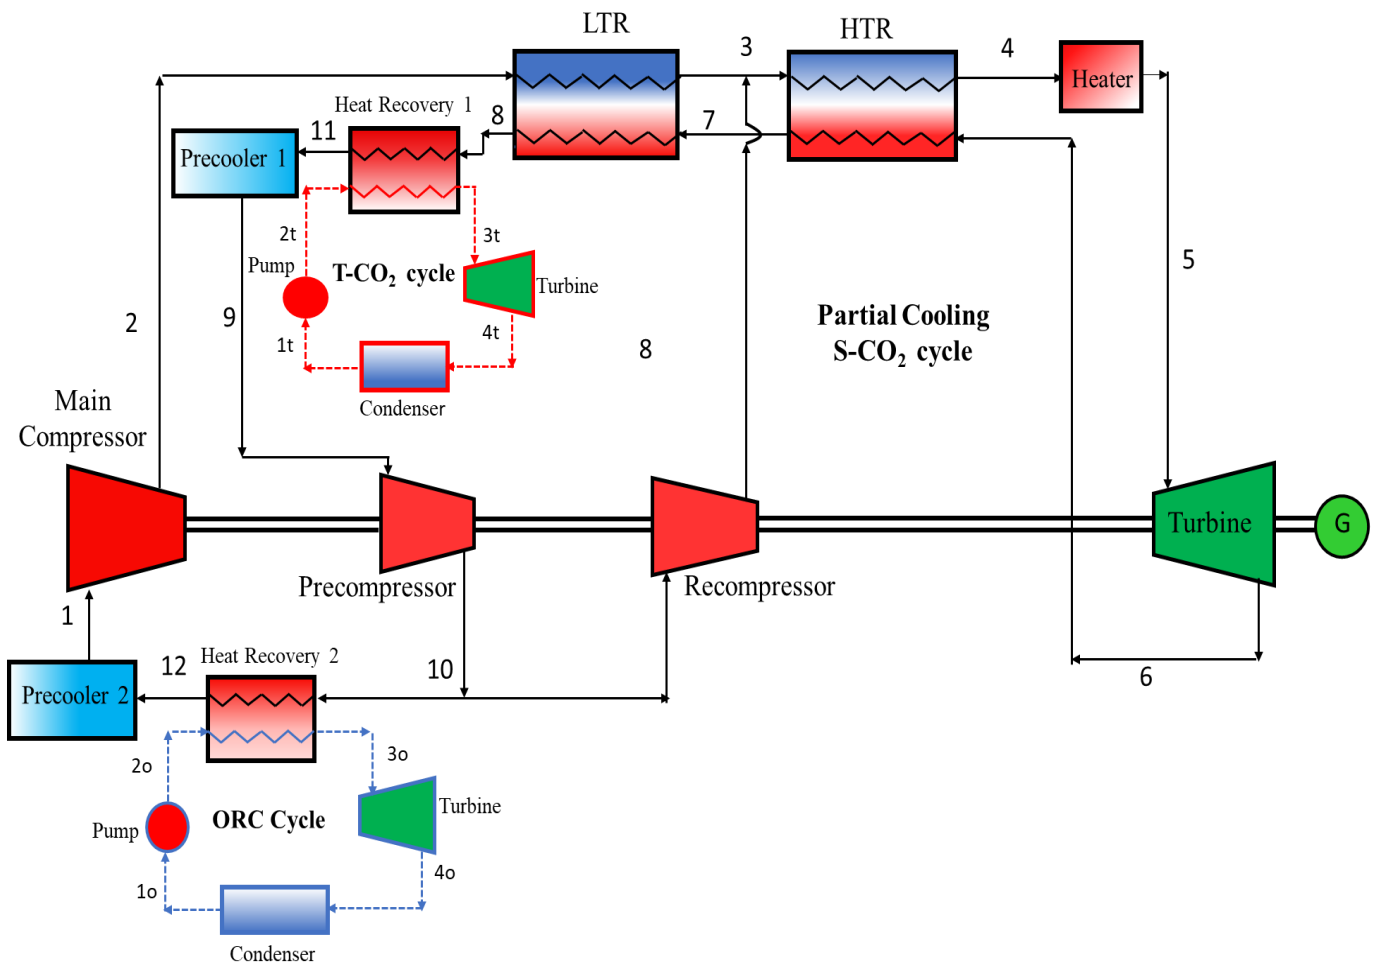 LTR
HTR
3
4
Heater
Heat Recovery 1
8
7
11
Precooler 1
2t
3t
Pump
T-CO₂ cycle
Turbine
5
9
2
1t
4t
8
Partial Cooling
S-CO₂ cycle
Condenser
Main
Compressor
Turbine
G
Precompressor
Recompressor
1
Heat Recovery 2
12
10
6
Precooler 2
2o
3o
Pump
ORC Cycle
Turbine
1o
4o
Condenser